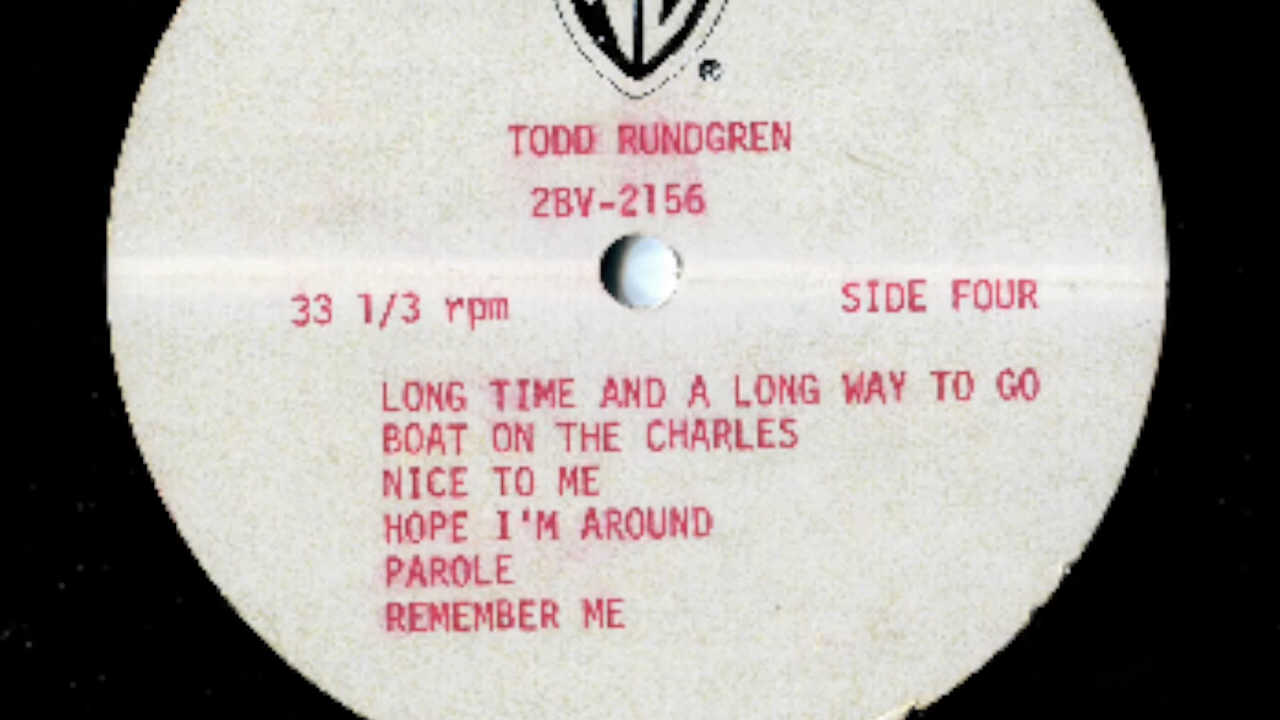 ®
TODD RUNDGREN
2BV-2156
33 1/3 rpm
SIDE FOUR
LONG TIME AND A LONG WAY TO GO
BOAT ON THE CHARLES
NICE TO ME
HOPE I'M AROUND
PAROLE
REMEMBER ME